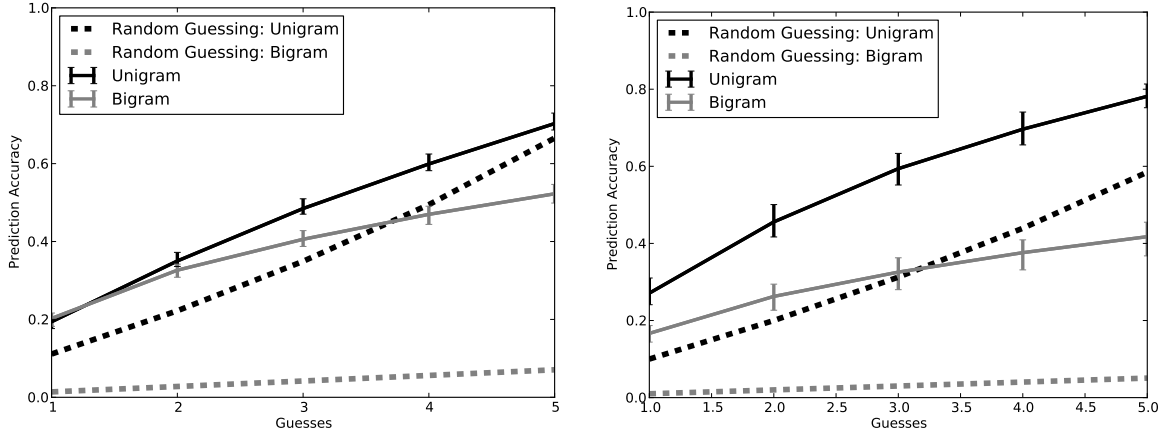 1.0
0.8
0.6
0.4
0.2
0.0
Prediction Accuracy
Random Guessing: Unigram
Random Guessing: Bigram
Unigram
Bigram
1 2 3 4 5
Guesses
1.0
0.8
0.6
0.4
0.2
0.0
Prediction Accuracy
Random Guessing: Unigram
Random Guessing: Bigram
Unigram
Bigram
1.0 1.5 2.0 2.5 3.0 3.5 4.0 4.5 5.0
Guesses